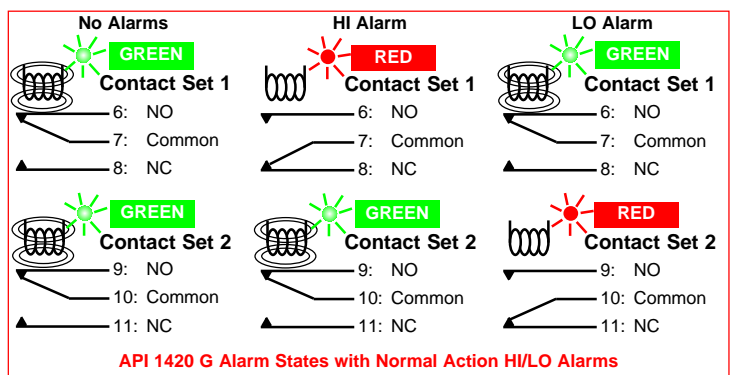 No Alarms
GREEN
Contact Set 1
6: NO
7: Common
8: NC
GREEN
Contact Set 2
9: NO
10: Common
11: NC
HI Alarm
RED
Contact Set 1
6: NO
7: Common
8: NC
GREEN
Contact Set 2
9: NO
10: Common
11: NC
LO Alarm
GREEN
Contact Set 1
6: NO
7: Common
8: NC
RED
Contact Set 2
9: NO
10: Common
11: NC
API 1420 G Alarm States with Normal Action HI/LO Alarms